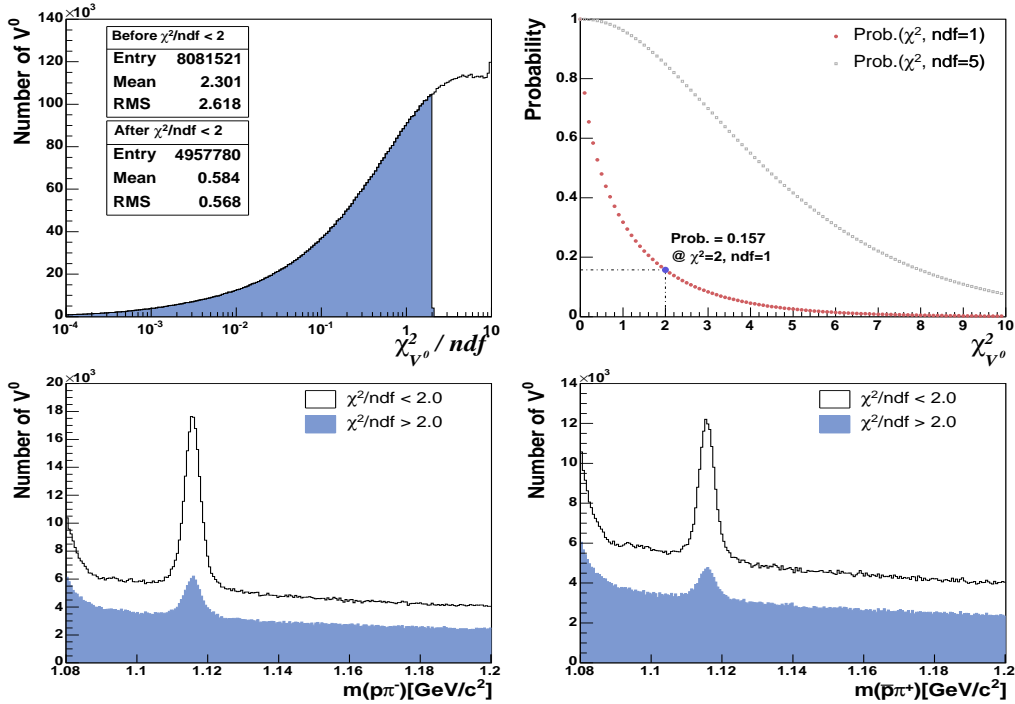 ×10³
140
120
100
80
60
40
20
0
Number of V⁰
Before χ²/ndf < 2
Entry 8081521
Mean 2.301
RMS 2.618
After χ²/ndf < 2
Entry 4957780
Mean 0.584
RMS 0.568
10⁻⁴ 10⁻³ 10⁻² 10⁻¹ 1 10
χ²_V⁰ / ndf
1
0.8
0.6
0.4
0.2
0
Probability
Prob.(χ², ndf=1)
Prob.(χ², ndf=5)
Prob. = 0.157
@ χ²=2, ndf=1
0 1 2 3 4 5 6 7 8 9 10
χ²_V⁰
×10³
20
18
16
14
12
10
8
6
4
2
0
Number of V⁰
χ²/ndf < 2.0
χ²/ndf > 2.0
1.08 1.1 1.12 1.14 1.16 1.18 1.2
m(pπ⁻)[GeV/c²]
×10³
14
12
10
8
6
4
2
0
Number of V⁰
χ²/ndf < 2.0
χ²/ndf > 2.0
1.08 1.1 1.12 1.14 1.16 1.18 1.2
m(p̅π⁺)[GeV/c²]